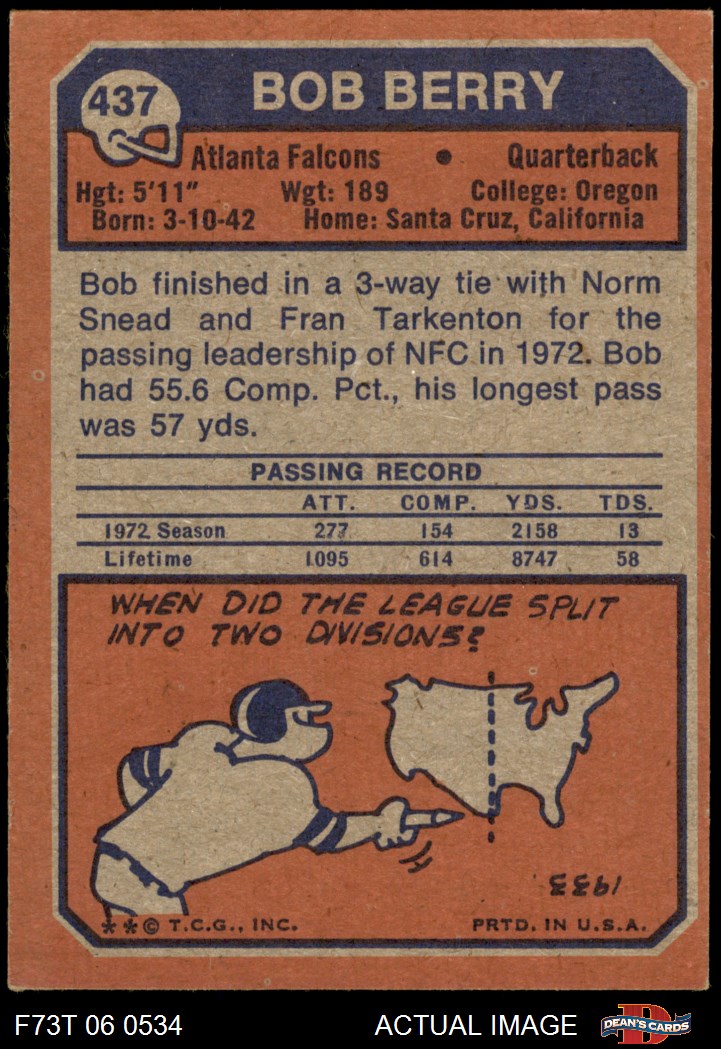 437
BOB BERRY
Atlanta Falcons • Quarterback
Hgt: 5'11" Wgt: 189 College: Oregon
Born: 3-10-42 Home: Santa Cruz, California
Bob finished in a 3-way tie with Norm
Snead and Fran Tarkenton for the
passing leadership of NFC in 1972. Bob
had 55.6 Comp. Pct., his longest pass
was 57 yds.
PASSING RECORD
ATT. COMP. YDS. TDS.
1972 Season 277 154 2158 13
Lifetime 1095 614 8747 58
WHEN DID THE LEAGUE SPLIT
INTO TWO DIVISIONS?
1933
**© T.C.G., INC. PRTD. IN U.S.A.
F73T 06 0534 ACTUAL IMAGE DEAN'S CARDS